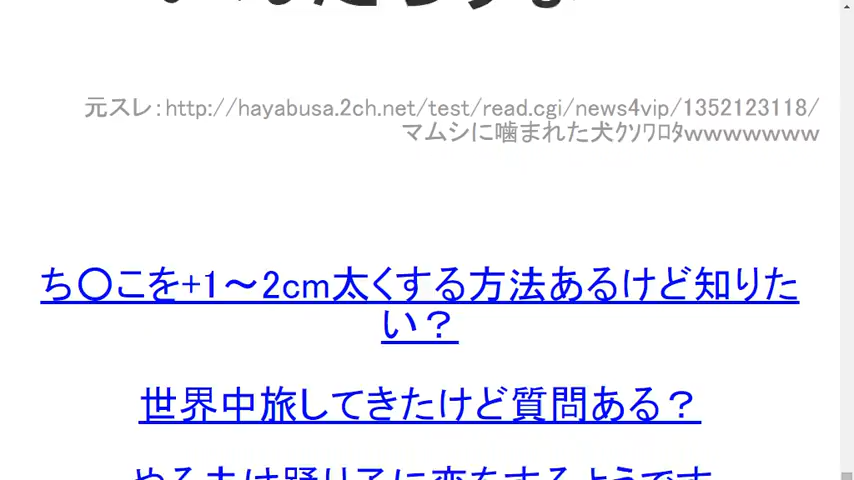 元スレ：http://hayabusa.2ch.net/test/read.cgi/news4vip/1352123118/
マムシに噛まれた犬ｸｿﾜﾛﾀwwwwwww
ち〇こを+1～2cm太くする方法あるけど知りた
い？
世界中旅してきたけど質問ある？